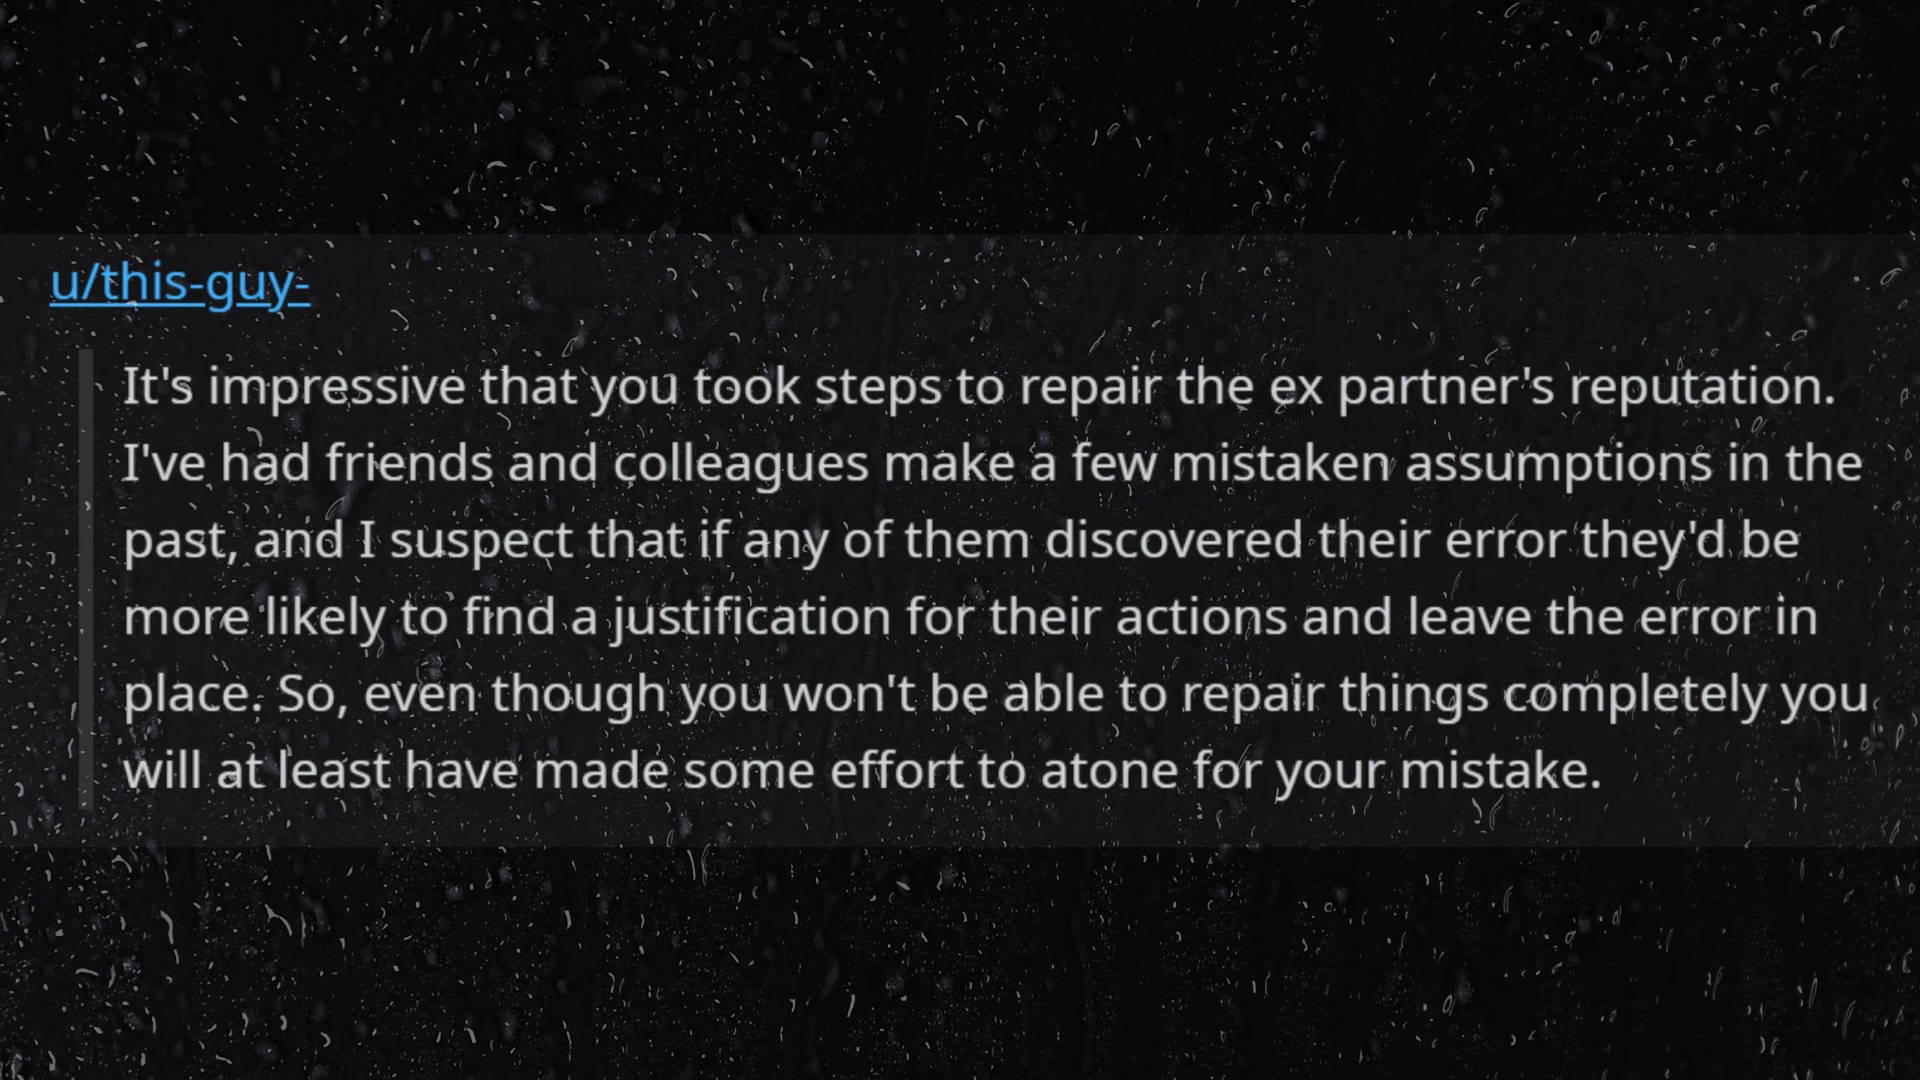 u/this-guy-
It's impressive that you took steps to repair the ex partner's reputation.
I've had friends and colleagues make a few mistaken assumptions in the
past, and I suspect that if any of them discovered their error they'd be
more likely to find a justification for their actions and leave the error in
place. So, even though you won't be able to repair things completely you
will at least have made some effort to atone for your mistake.